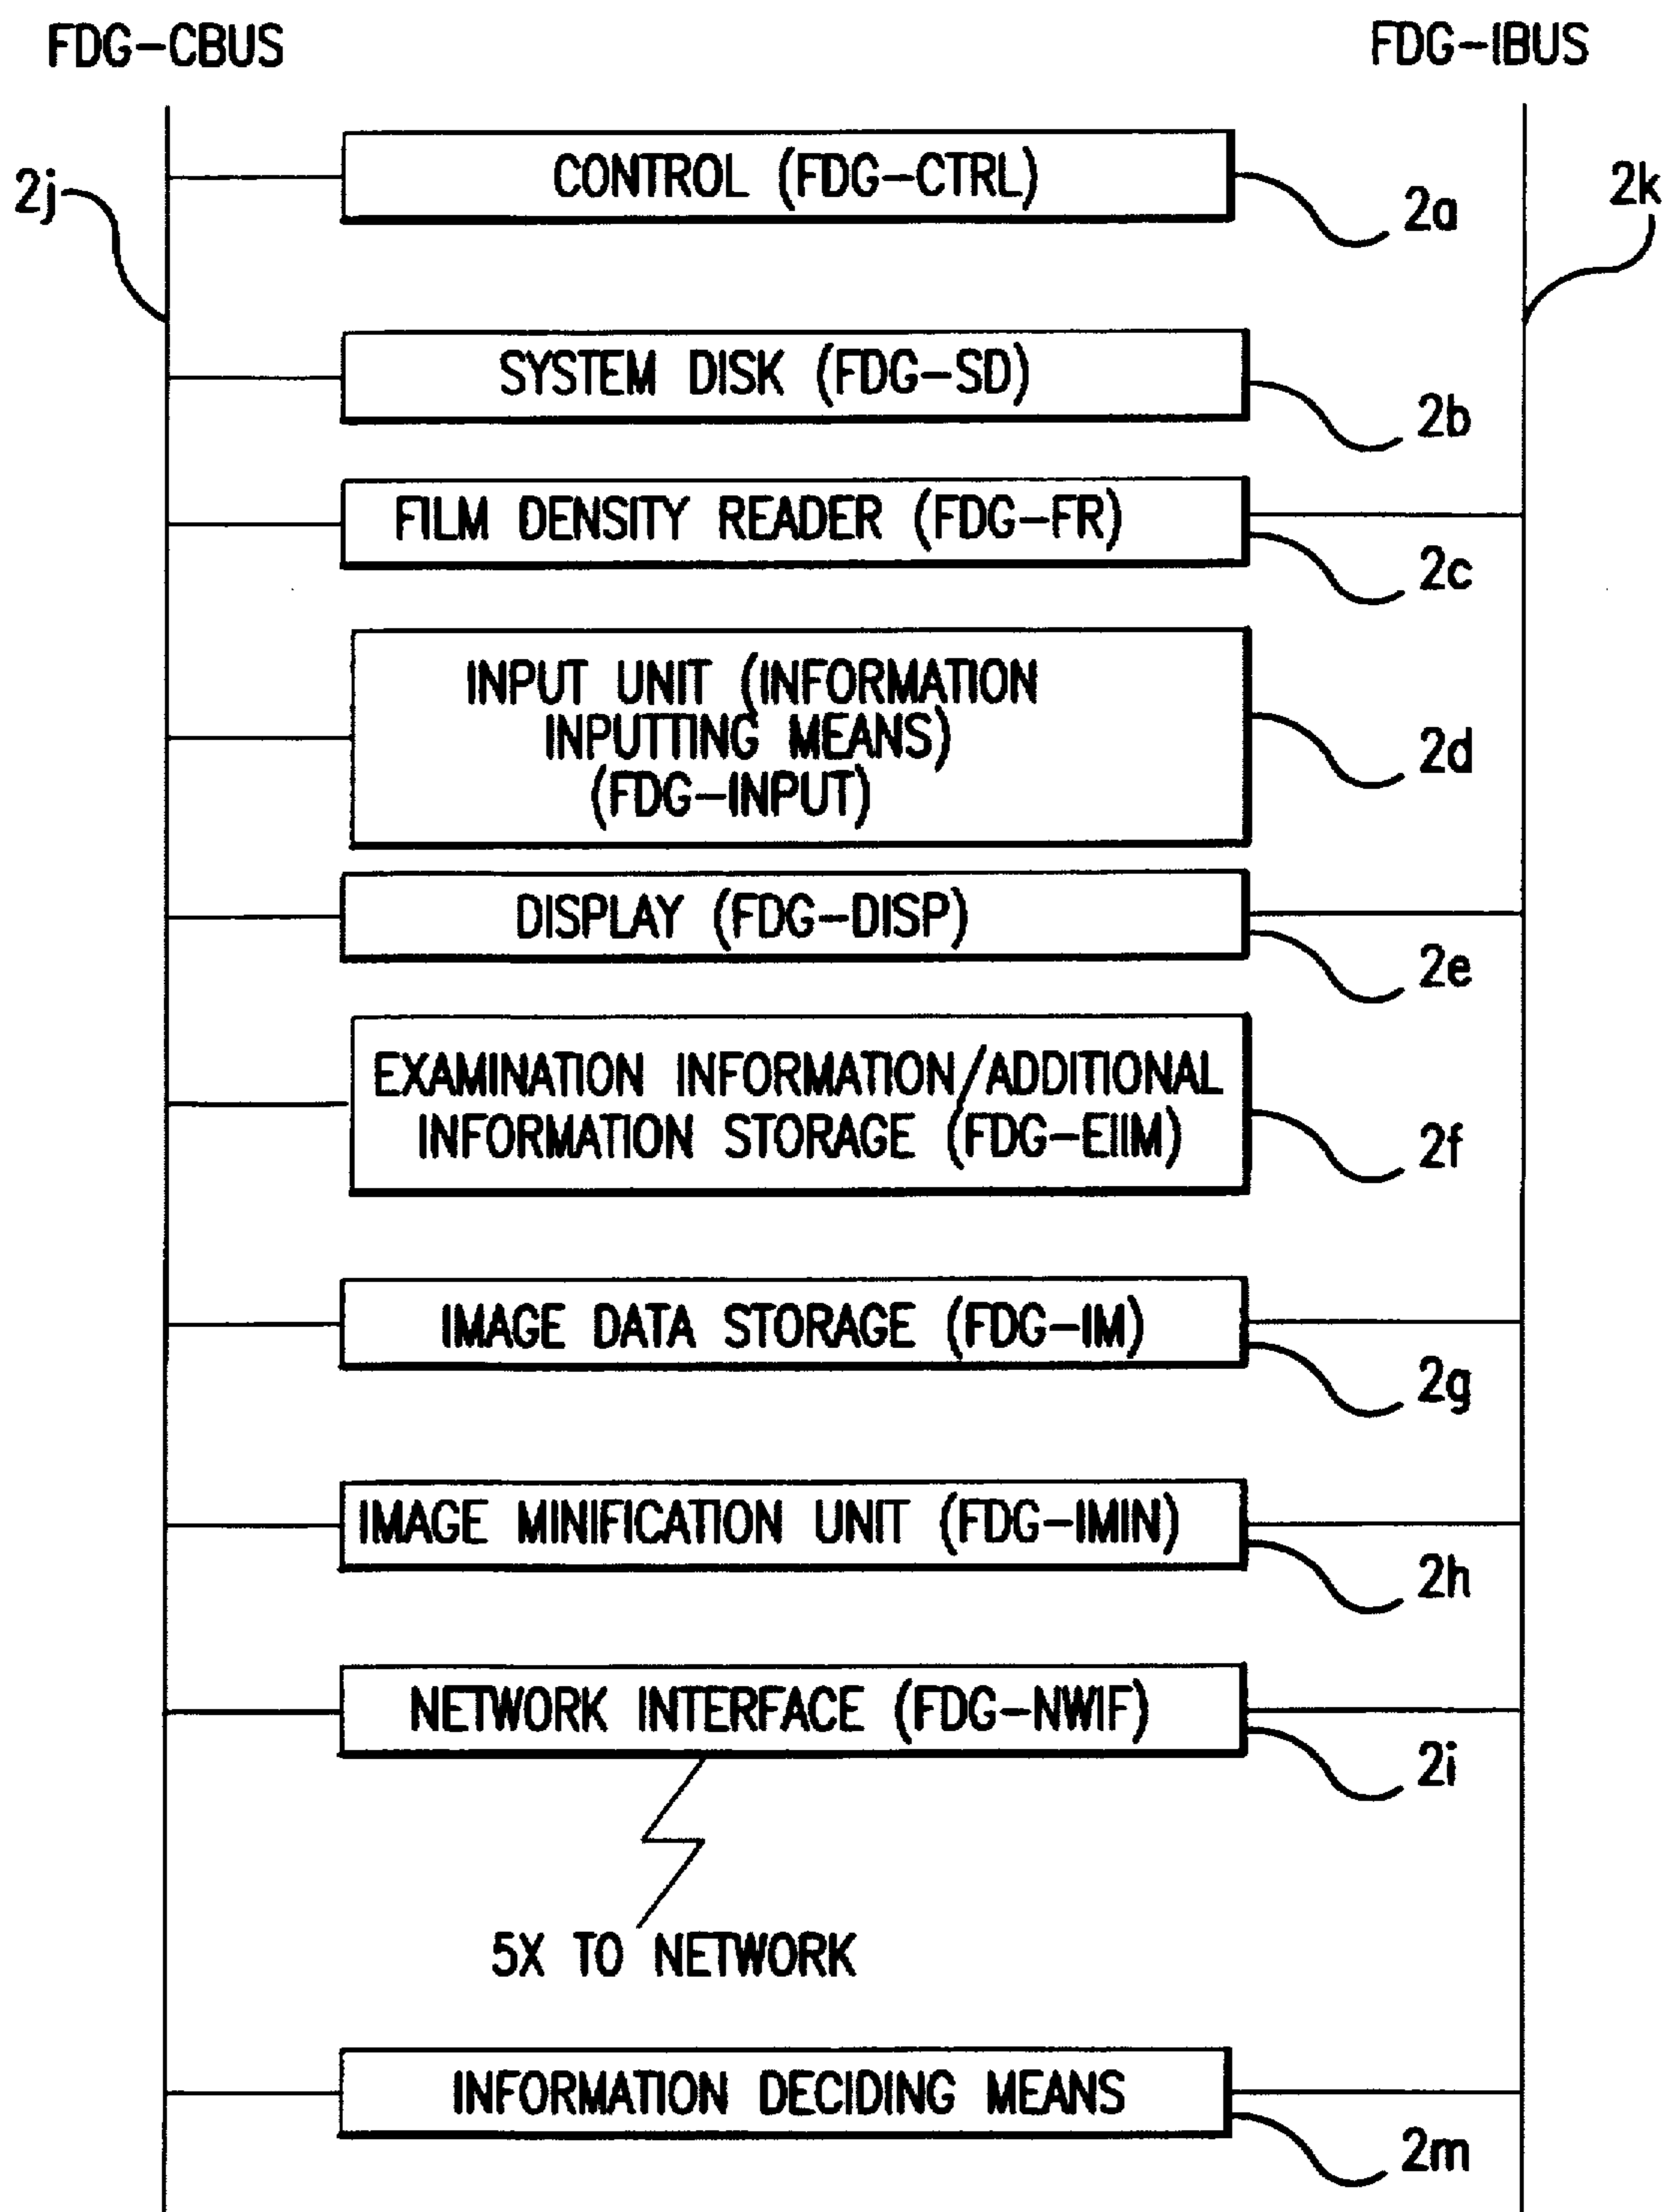 FDG-CBUS
FDG-IBUS
CONTROL (FDG-CTRL)
2j
2a
2k
SYSTEM DISK (FDG-SD)
2b
FILM DENSITY READER (FDG-FR)
2c
INPUT UNIT (INFORMATION
INPUTTING MEANS)
(FDG-INPUT)
2d
DISPLAY (FDG-DISP)
2e
EXAMINATION INFORMATION/ADDITIONAL
INFORMATION STORAGE (FDG-EIIM)
2f
IMAGE DATA STORAGE (FDG-IM)
2g
IMAGE MINIFICATION UNIT (FDG-IMIN)
2h
NETWORK INTERFACE (FDG-NWIF)
2i
5X TO NETWORK
INFORMATION DECIDING MEANS
2m